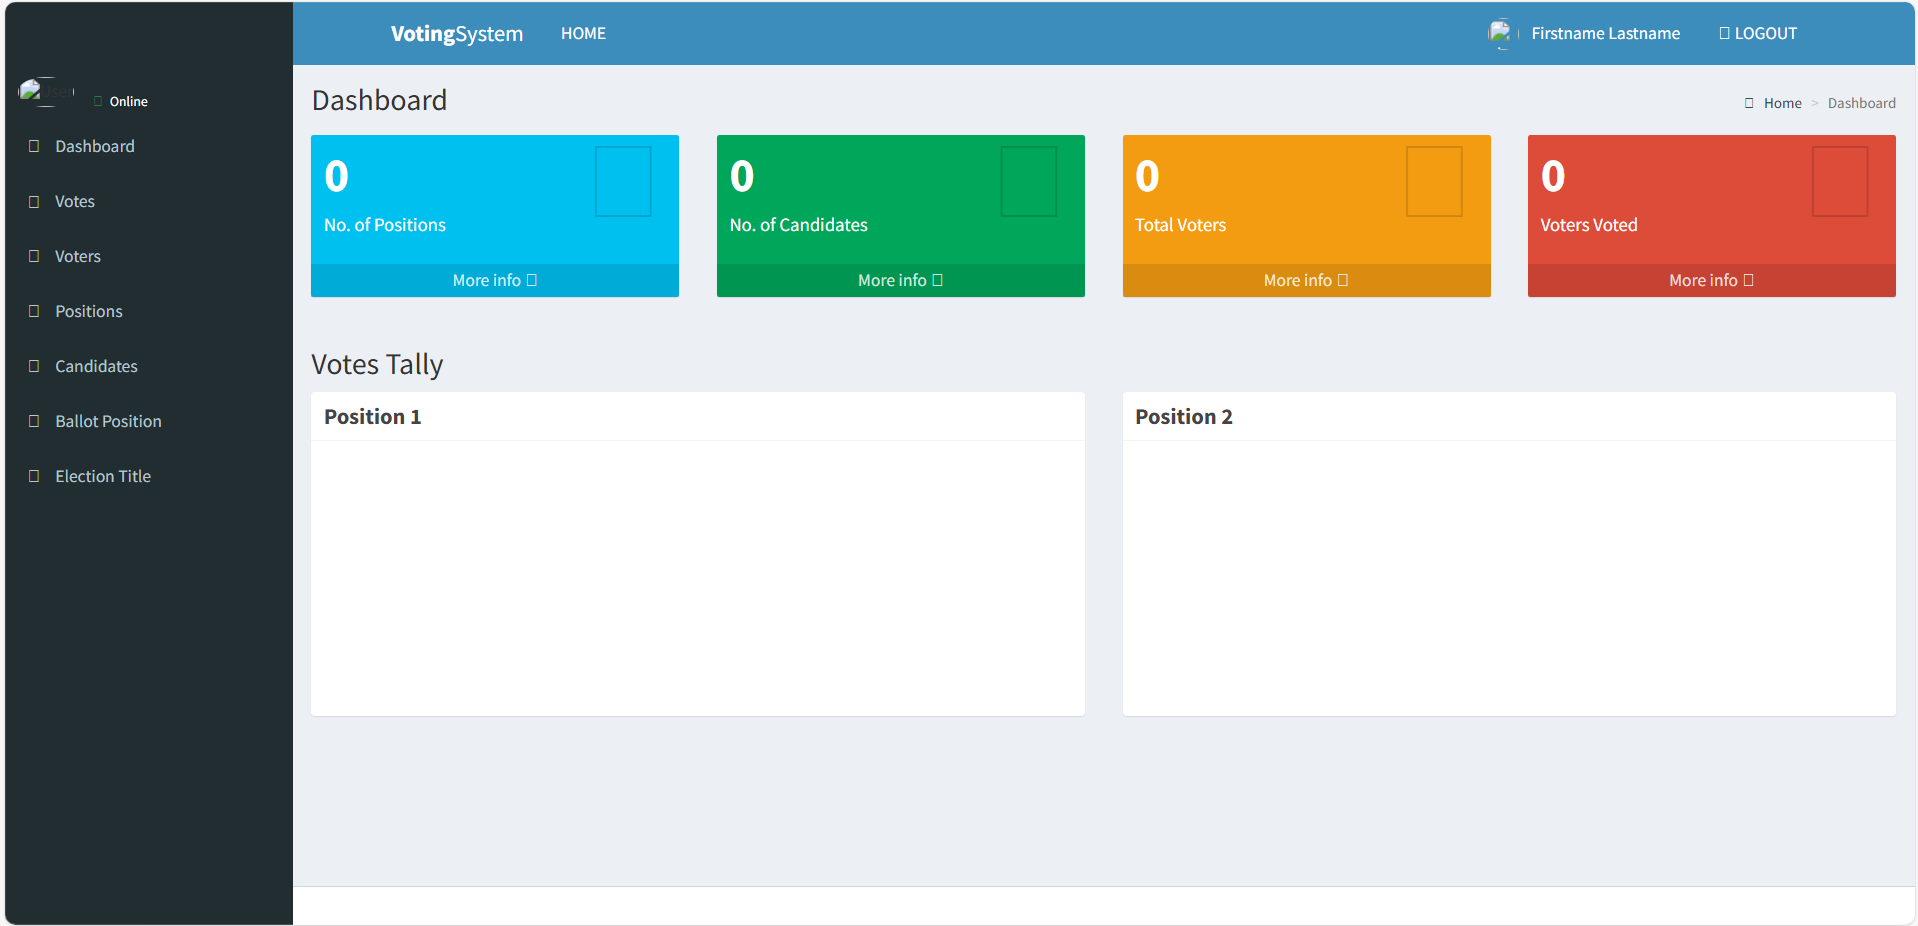 VotingSystem HOME Firstname Lastname LOGOUT
User Online
Dashboard
Votes
Voters
Positions
Candidates
Ballot Position
Election Title
Dashboard
Home > Dashboard
0
No. of Positions
More info
0
No. of Candidates
More info
0
Total Voters
More info
0
Voters Voted
More info
Votes Tally
Position 1
Position 2